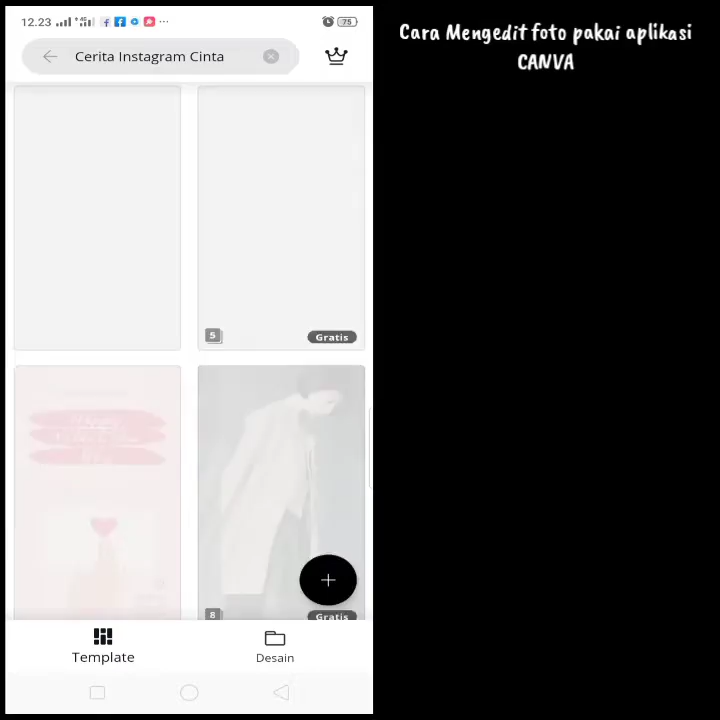 12.23
75
Cerita Instagram Cinta
Cara Mengedit foto pakai aplikasi
CANVA
5
Gratis
8
Gratis
Template
Desain